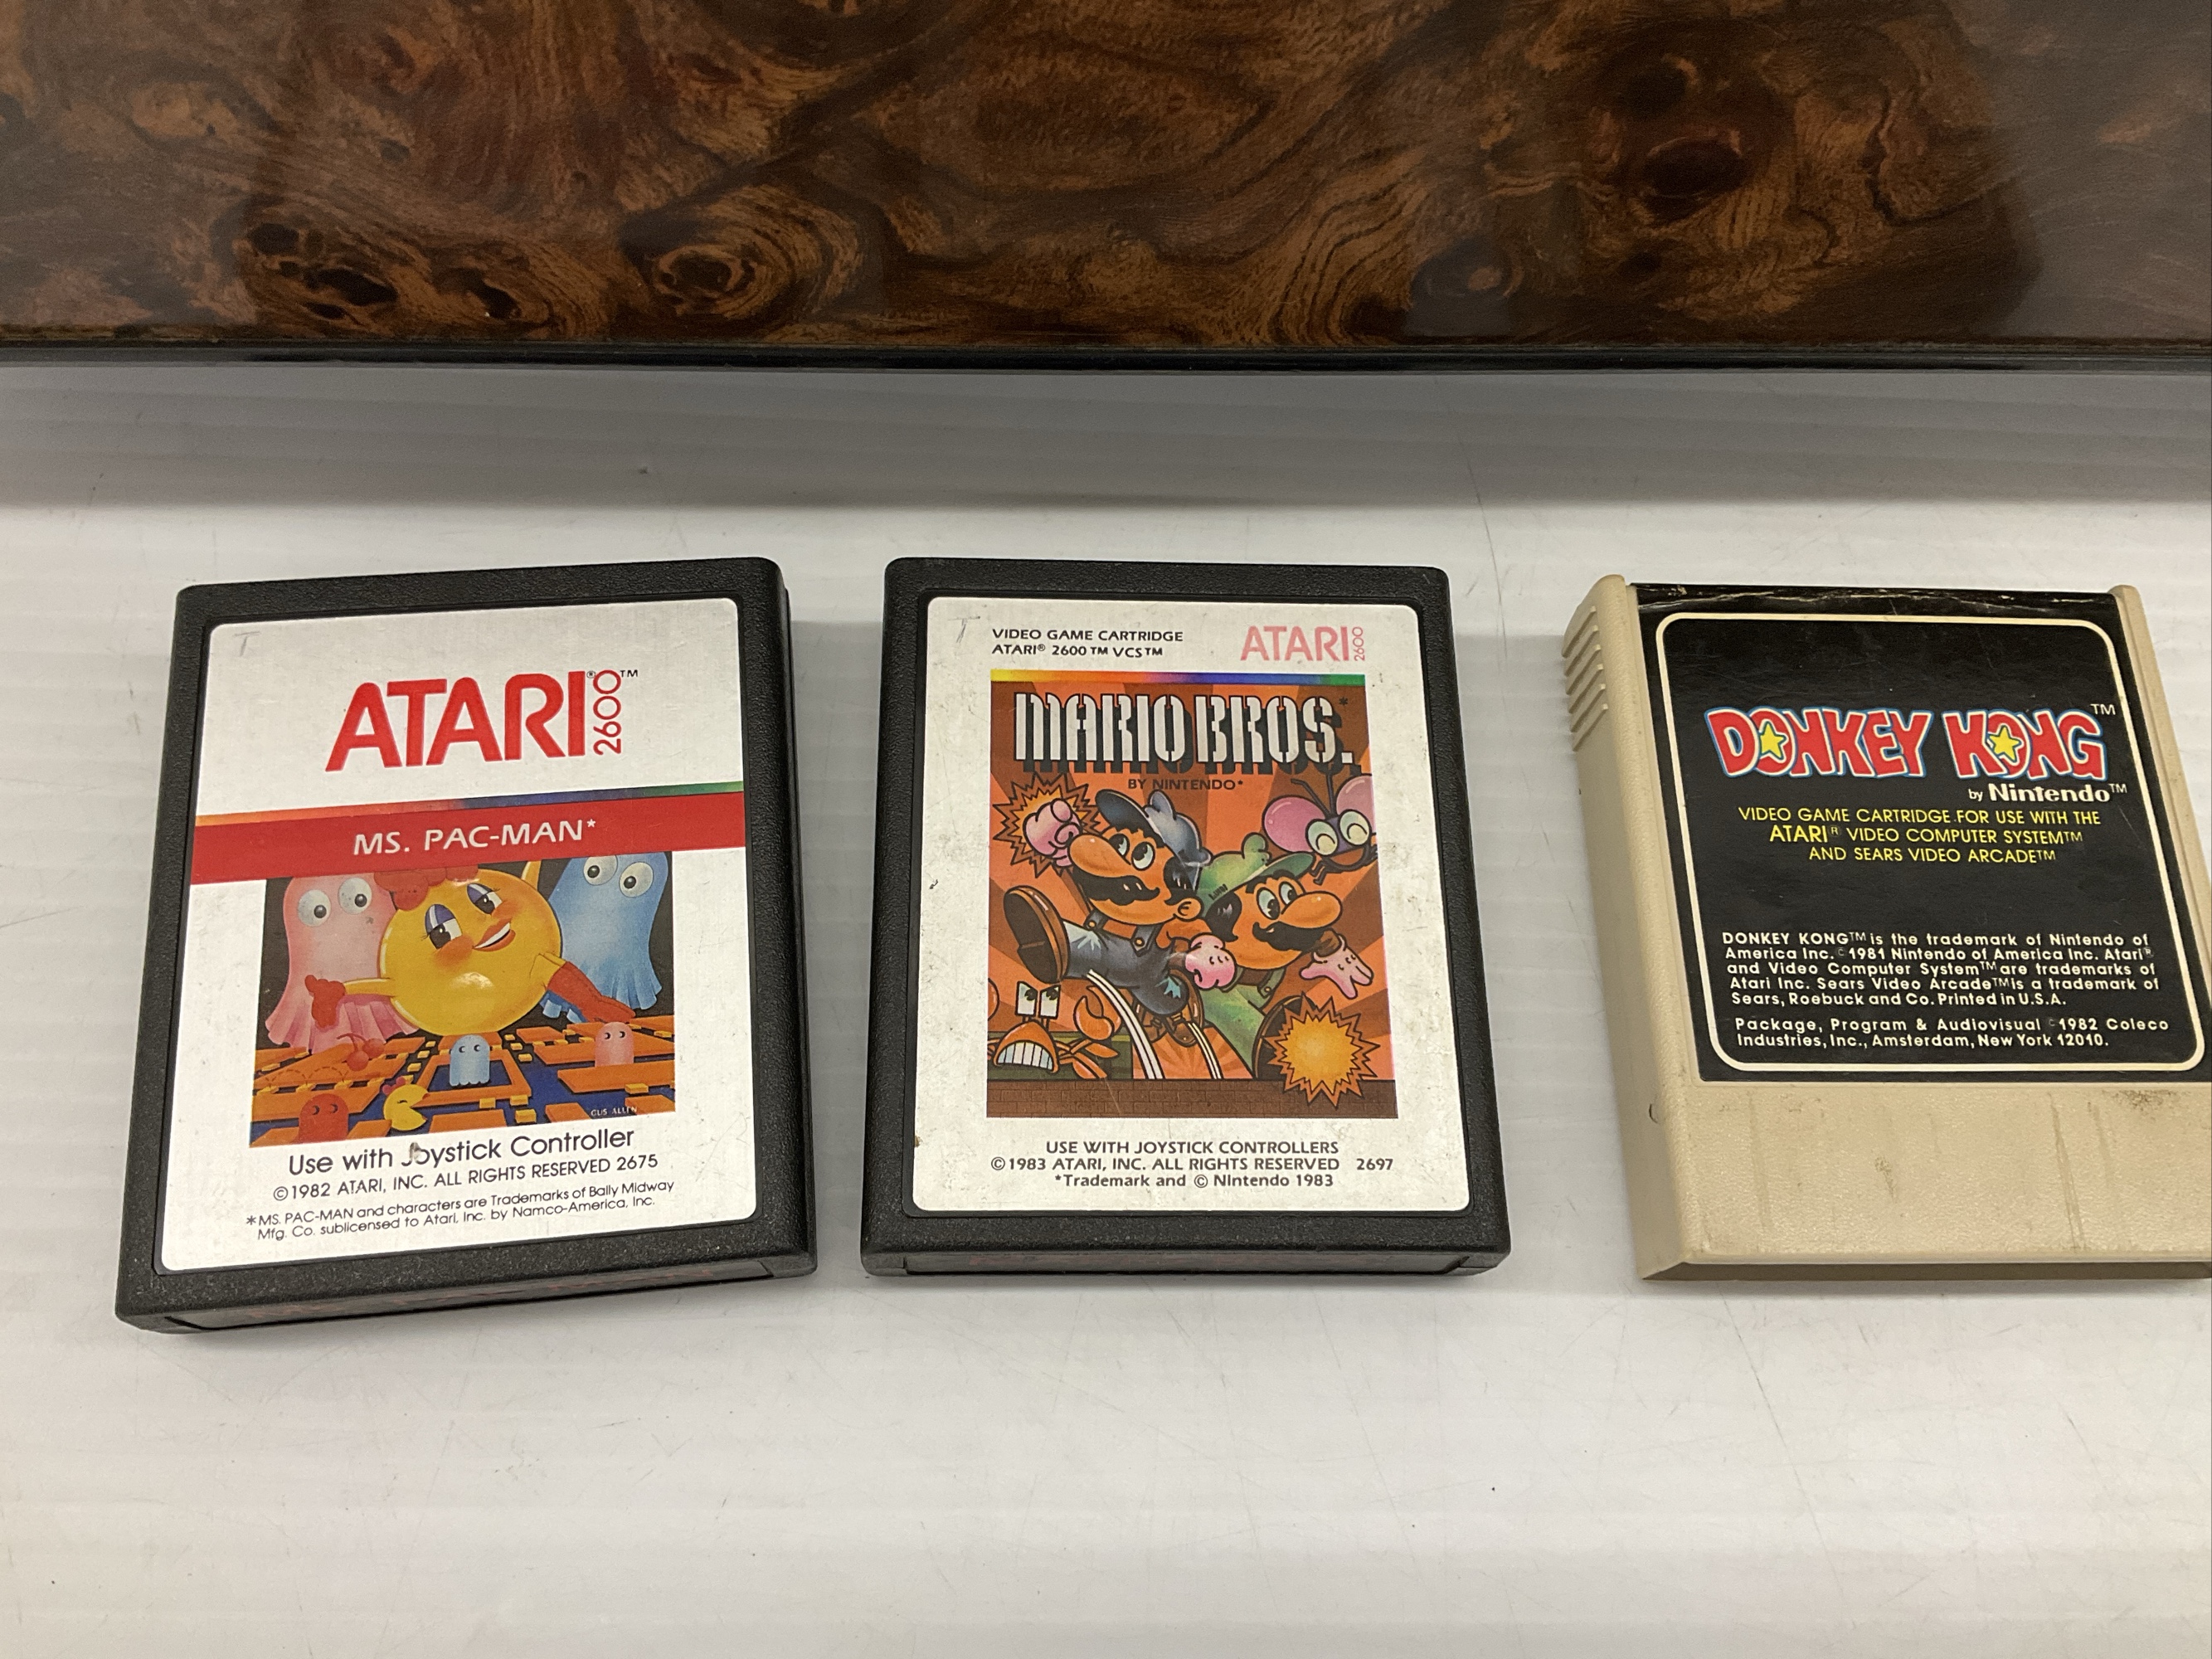 T
ATARI® 2600™
MS. PAC-MAN*
GUS ALLEN
Use with Joystick Controller
©1982 ATARI, INC. ALL RIGHTS RESERVED 2675
*MS. PAC-MAN and characters are Trademarks of Bally Midway
Mfg. Co. sublicensed to Atari, Inc. by Namco-America, Inc.
T
VIDEO GAME CARTRIDGE
ATARI® 2600™ VCS™
ATARI 2600
MARIO BROS.*
BY NINTENDO*
USE WITH JOYSTICK CONTROLLERS
©1983 ATARI, INC. ALL RIGHTS RESERVED 2697
*Trademark and © Nintendo 1983
DONKEY KONG™
by Nintendo™
VIDEO GAME CARTRIDGE FOR USE WITH THE
ATARI® VIDEO COMPUTER SYSTEM™
AND SEARS VIDEO ARCADE™
DONKEY KONG™ is the trademark of Nintendo of
America Inc. ©1981 Nintendo of America Inc. Atari®
and Video Computer System™ are trademarks of
Atari Inc. Sears Video Arcade™ is a trademark of
Sears, Roebuck and Co. Printed in U.S.A.
Package, Program & Audiovisual ©1982 Coleco
Industries, Inc., Amsterdam, New York 12010.